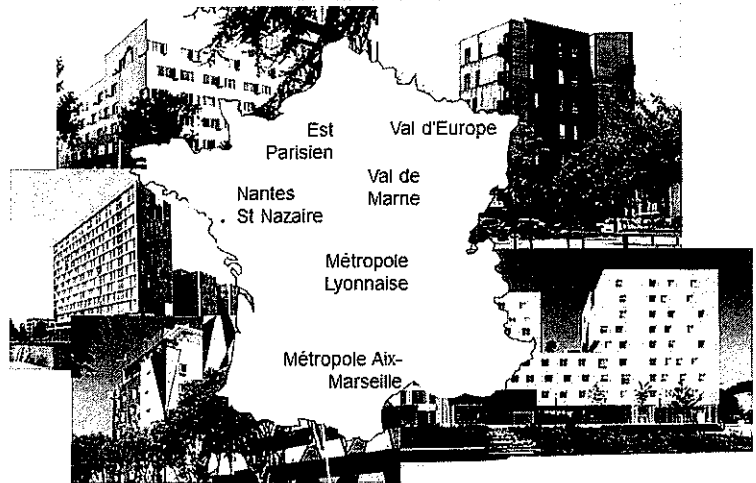 Est
Parisien
Val d'Europe
Val de
Marne
Nantes
St Nazaire
Métropole
Lyonnaise
Métropole Aix-
Marseille